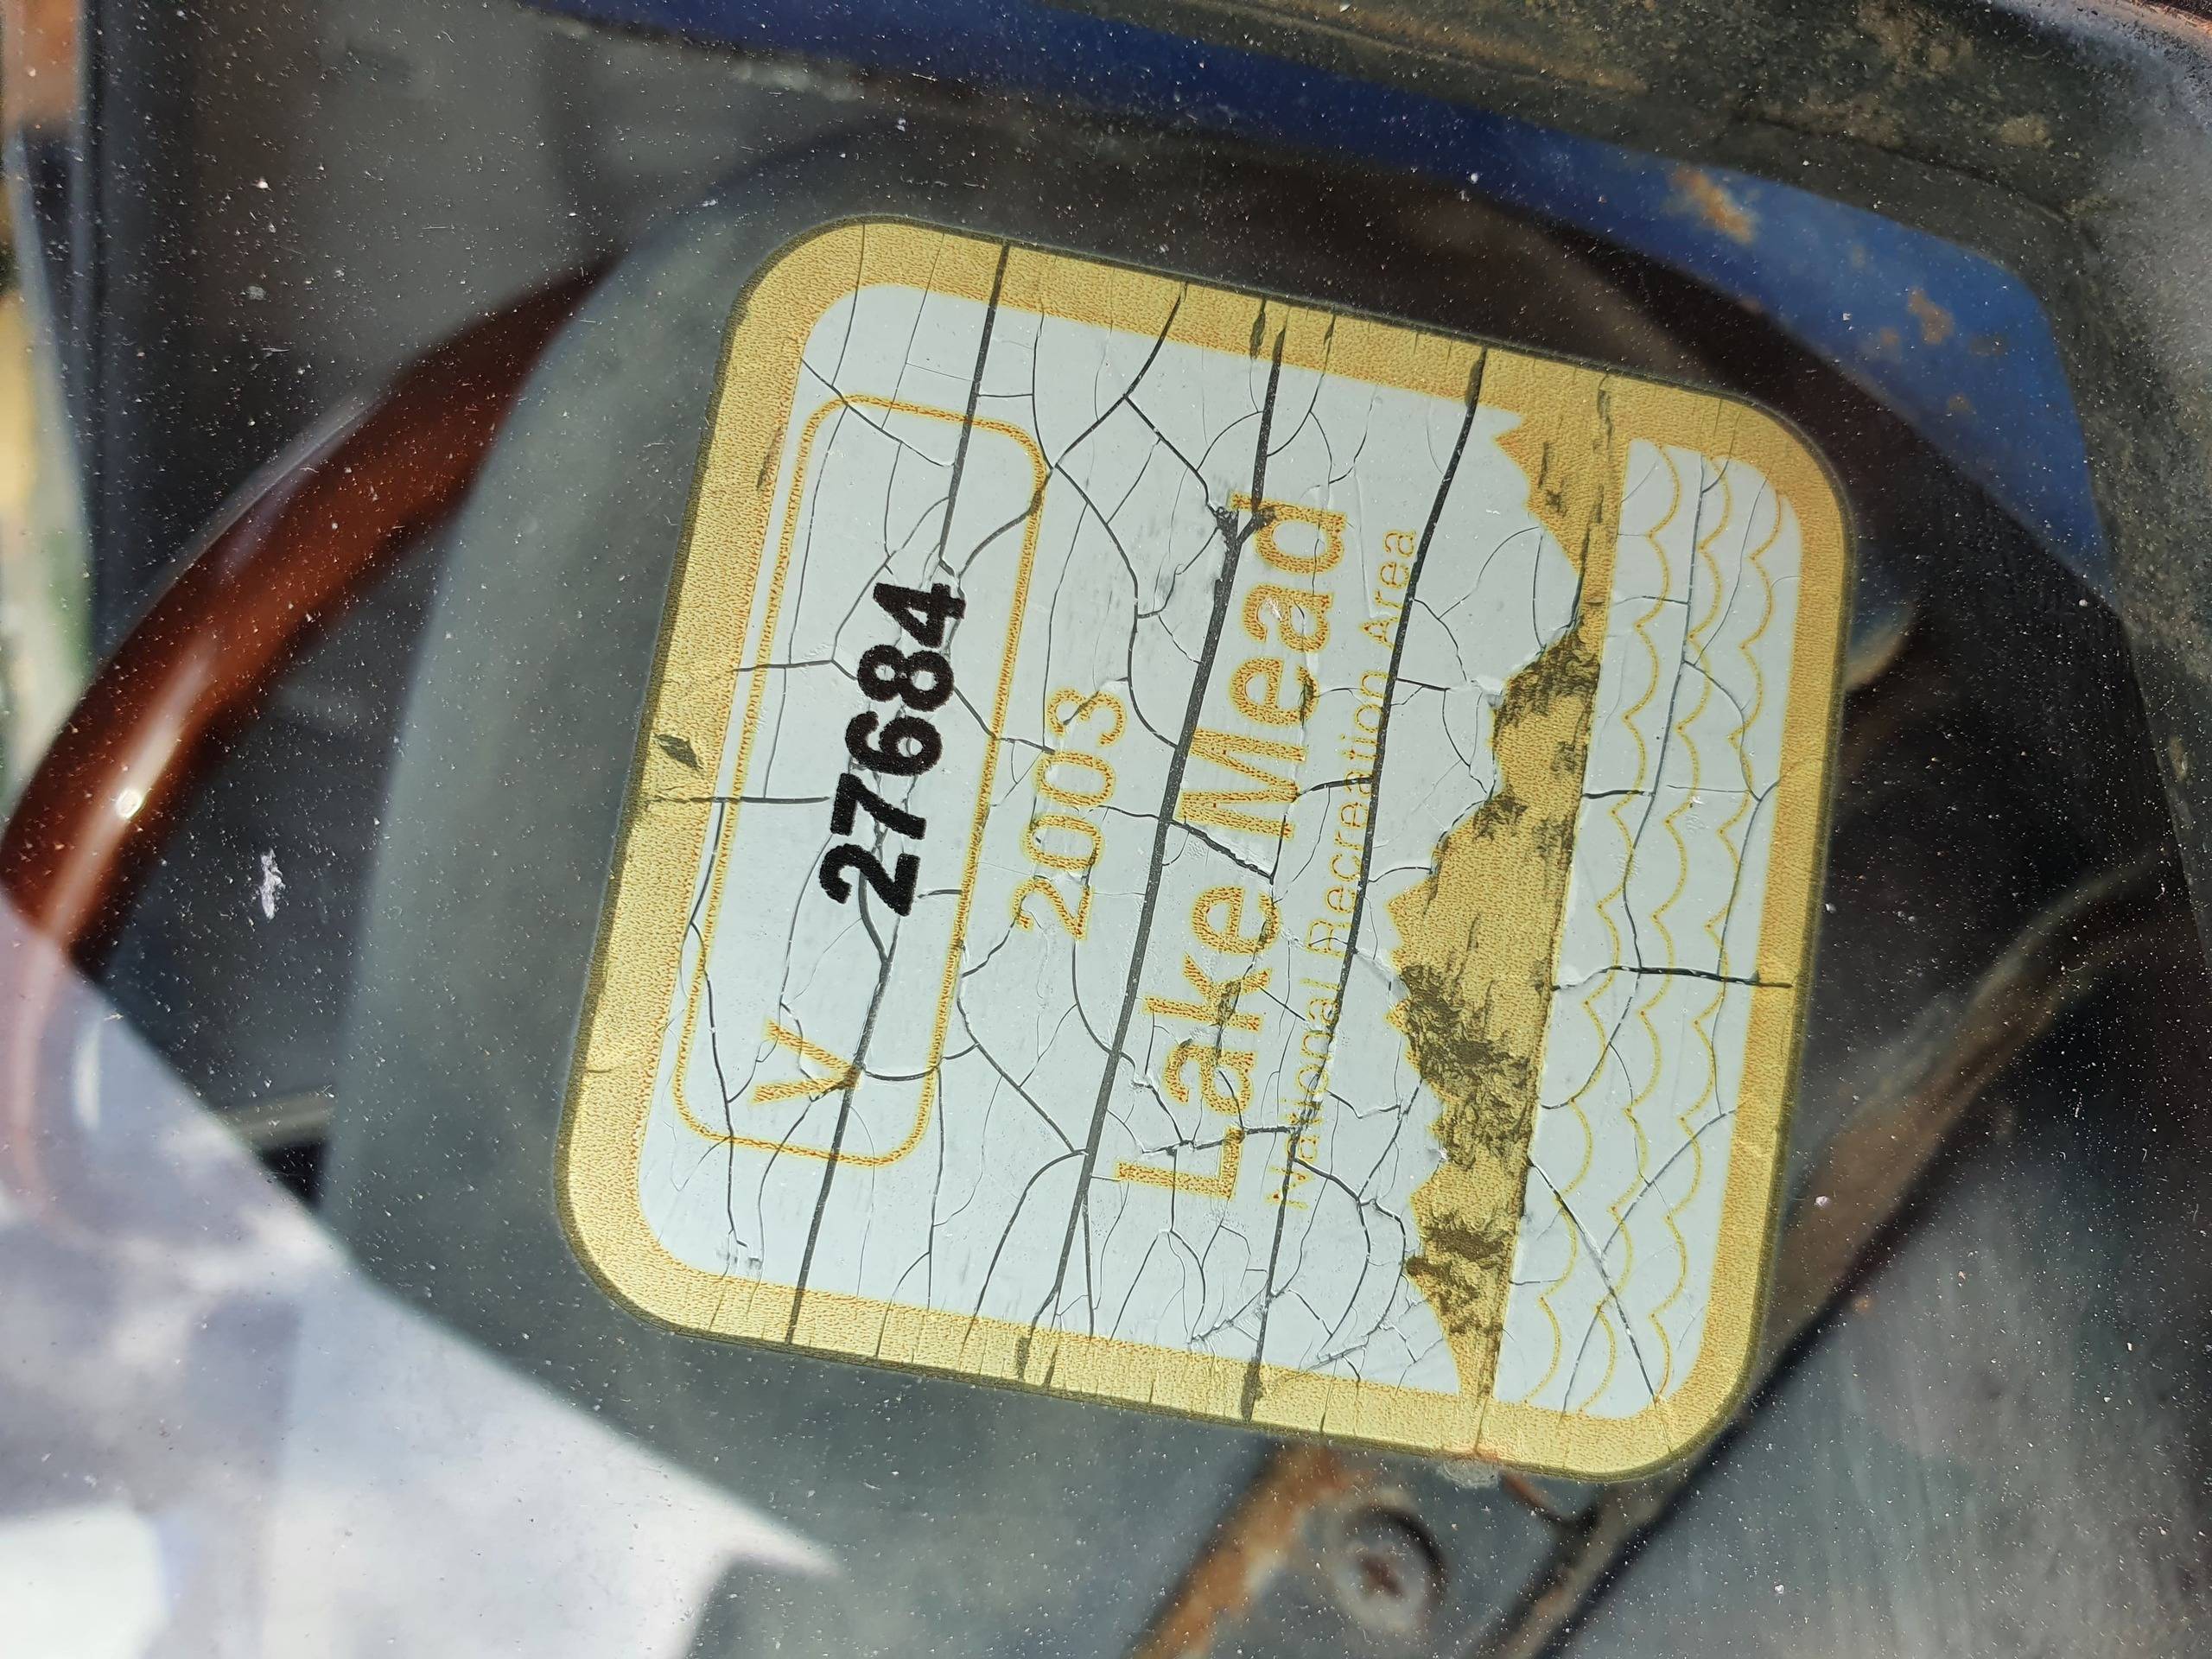 V 27684
2003
Lake Mead
National Recreation Area